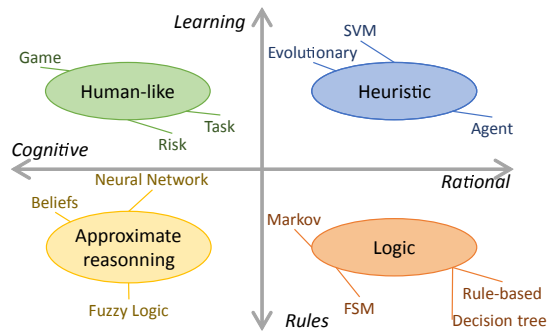 Learning
SVM
Game
Evolutionary
Human-like
Heuristic
Task
Agent
Risk
Cognitive
Rational
Neural Network
Beliefs
Markov
Approximate
reasonning
Logic
Rule-based
Fuzzy Logic
FSM
Rules
Decision tree